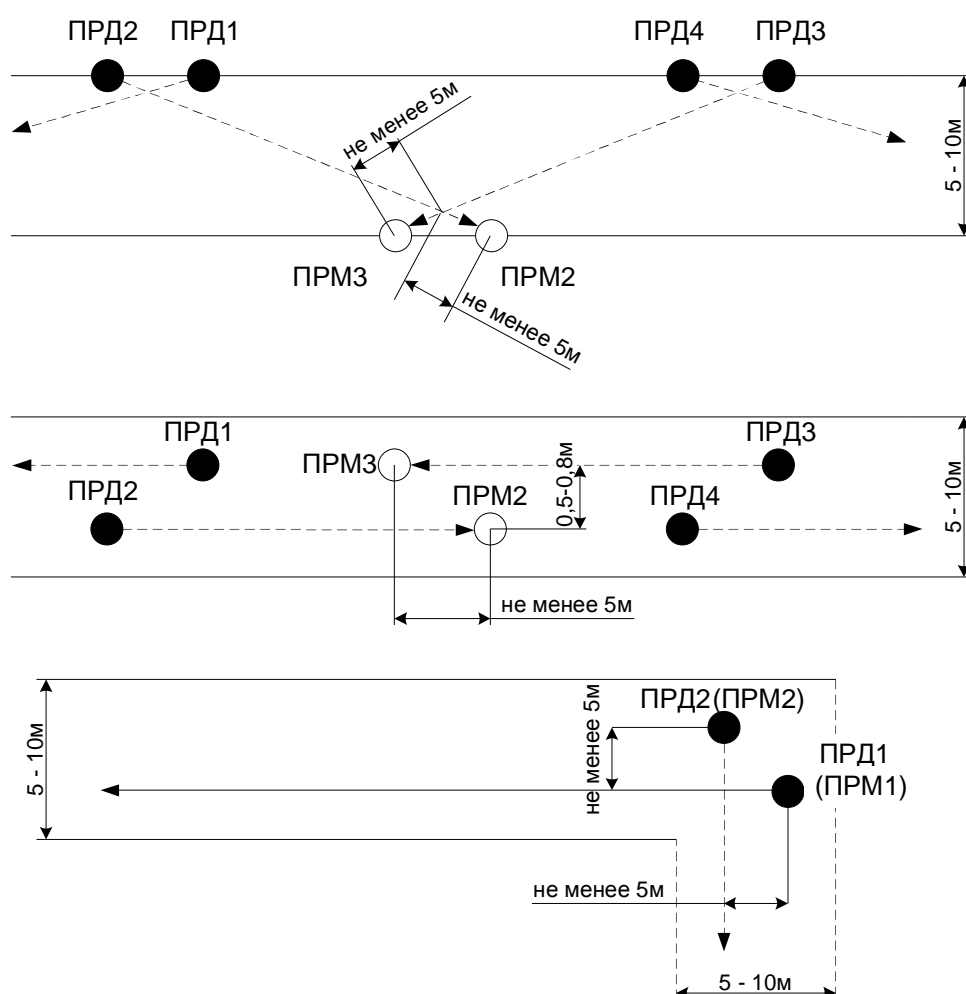 ПРД2 ПРД1 ПРД4 ПРД3
не менее 5м
5 - 10м
ПРМ3 ПРМ2
не менее 5м
ПРД1 ПРД3
ПРМ3
ПРД2 ПРМ2 ПРД4
0,5-0,8м
5 - 10м
не менее 5м
ПРД2(ПРМ2)
не менее 5м
5 - 10м
ПРД1
(ПРМ1)
не менее 5м
5 - 10м